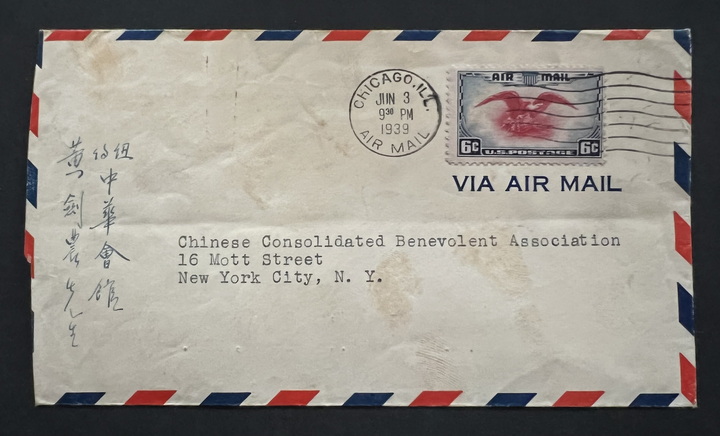 CHICAGO, ILL.
JUN 3
9 30 PM
1939
AIR MAIL
AIR MAIL
6c U.S. POSTAGE 6c
VIA AIR MAIL
紐約
中華會館
黃劍農先生
Chinese Consolidated Benevolent Association
16 Mott Street
New York City, N. Y.